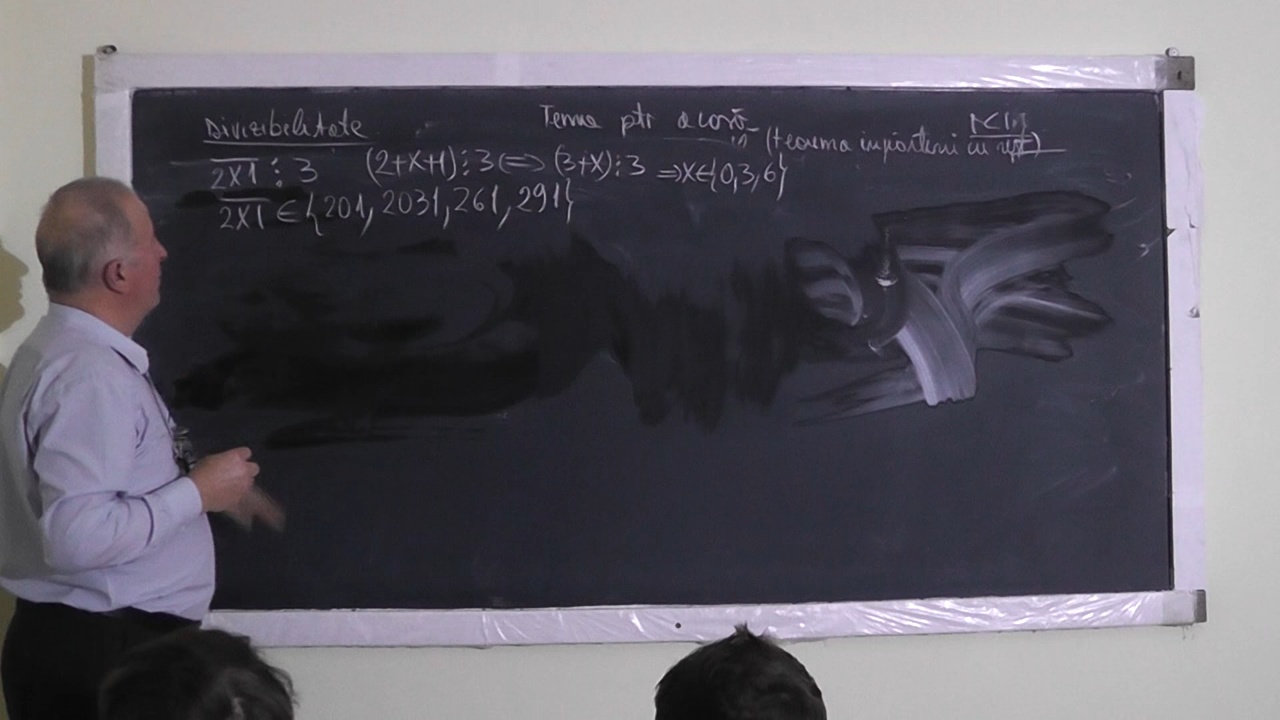 Divizibilitate
Tema ptr acasă
(teorema împărțirii cu rest)
2X1 ⋮ 3 (2+X+1)⋮3 ⟺ (3+X)⋮3 ⟹ X∈{0,3,6}
2X1 ∈ {201, 2031, 261, 291}